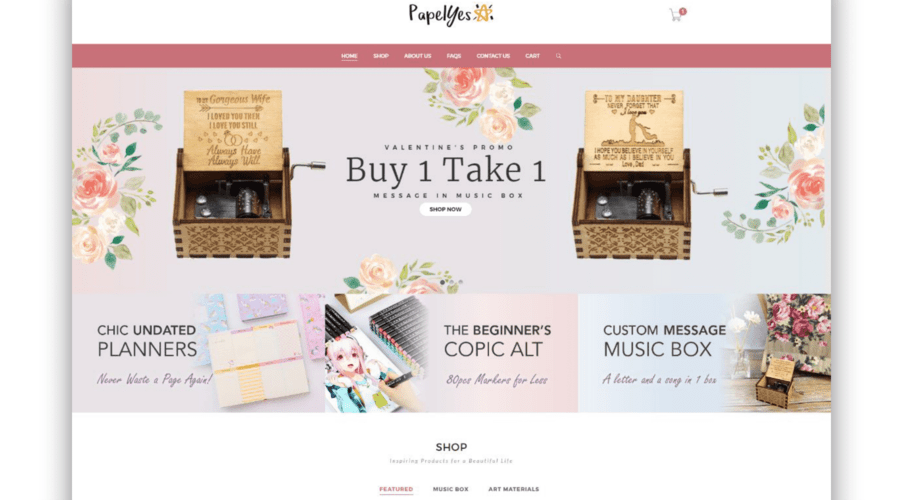 PapelYes
1
HOME SHOP ABOUT US FAQS CONTACT US CART
TO MY Gorgeous Wife
I LOVED YOU THEN
I LOVE YOU STILL
Always Have
Always Will
VALENTINE'S PROMO
Buy 1 Take 1
MESSAGE IN MUSIC BOX
SHOP NOW
TO MY DAUGHTER
NEVER FORGET THAT
I love you
I HOPE YOU BELIEVE IN YOURSELF
AS MUCH AS I BELIEVE IN YOU
Love, Dad
CHIC UNDATED
PLANNERS
Never Waste a Page Again!
THE BEGINNER'S
COPIC ALT
80pcs Markers for Less
CUSTOM MESSAGE
MUSIC BOX
A letter and a song in 1 box
SHOP
Inspiring Products for a Beautiful Life
FEATURED MUSIC BOX ART MATERIALS